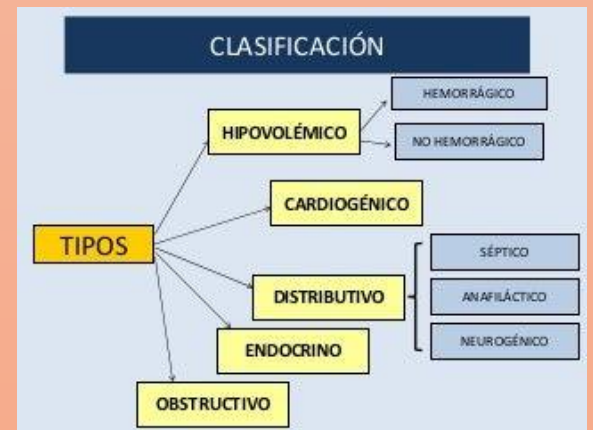 CLASIFICACIÓN
HEMORRÁGICO
HIPOVOLÉMICO
NO HEMORRÁGICO
CARDIOGÉNICO
TIPOS
SÉPTICO
DISTRIBUTIVO
ANAFILÁCTICO
NEUROGÉNICO
ENDOCRINO
OBSTRUCTIVO